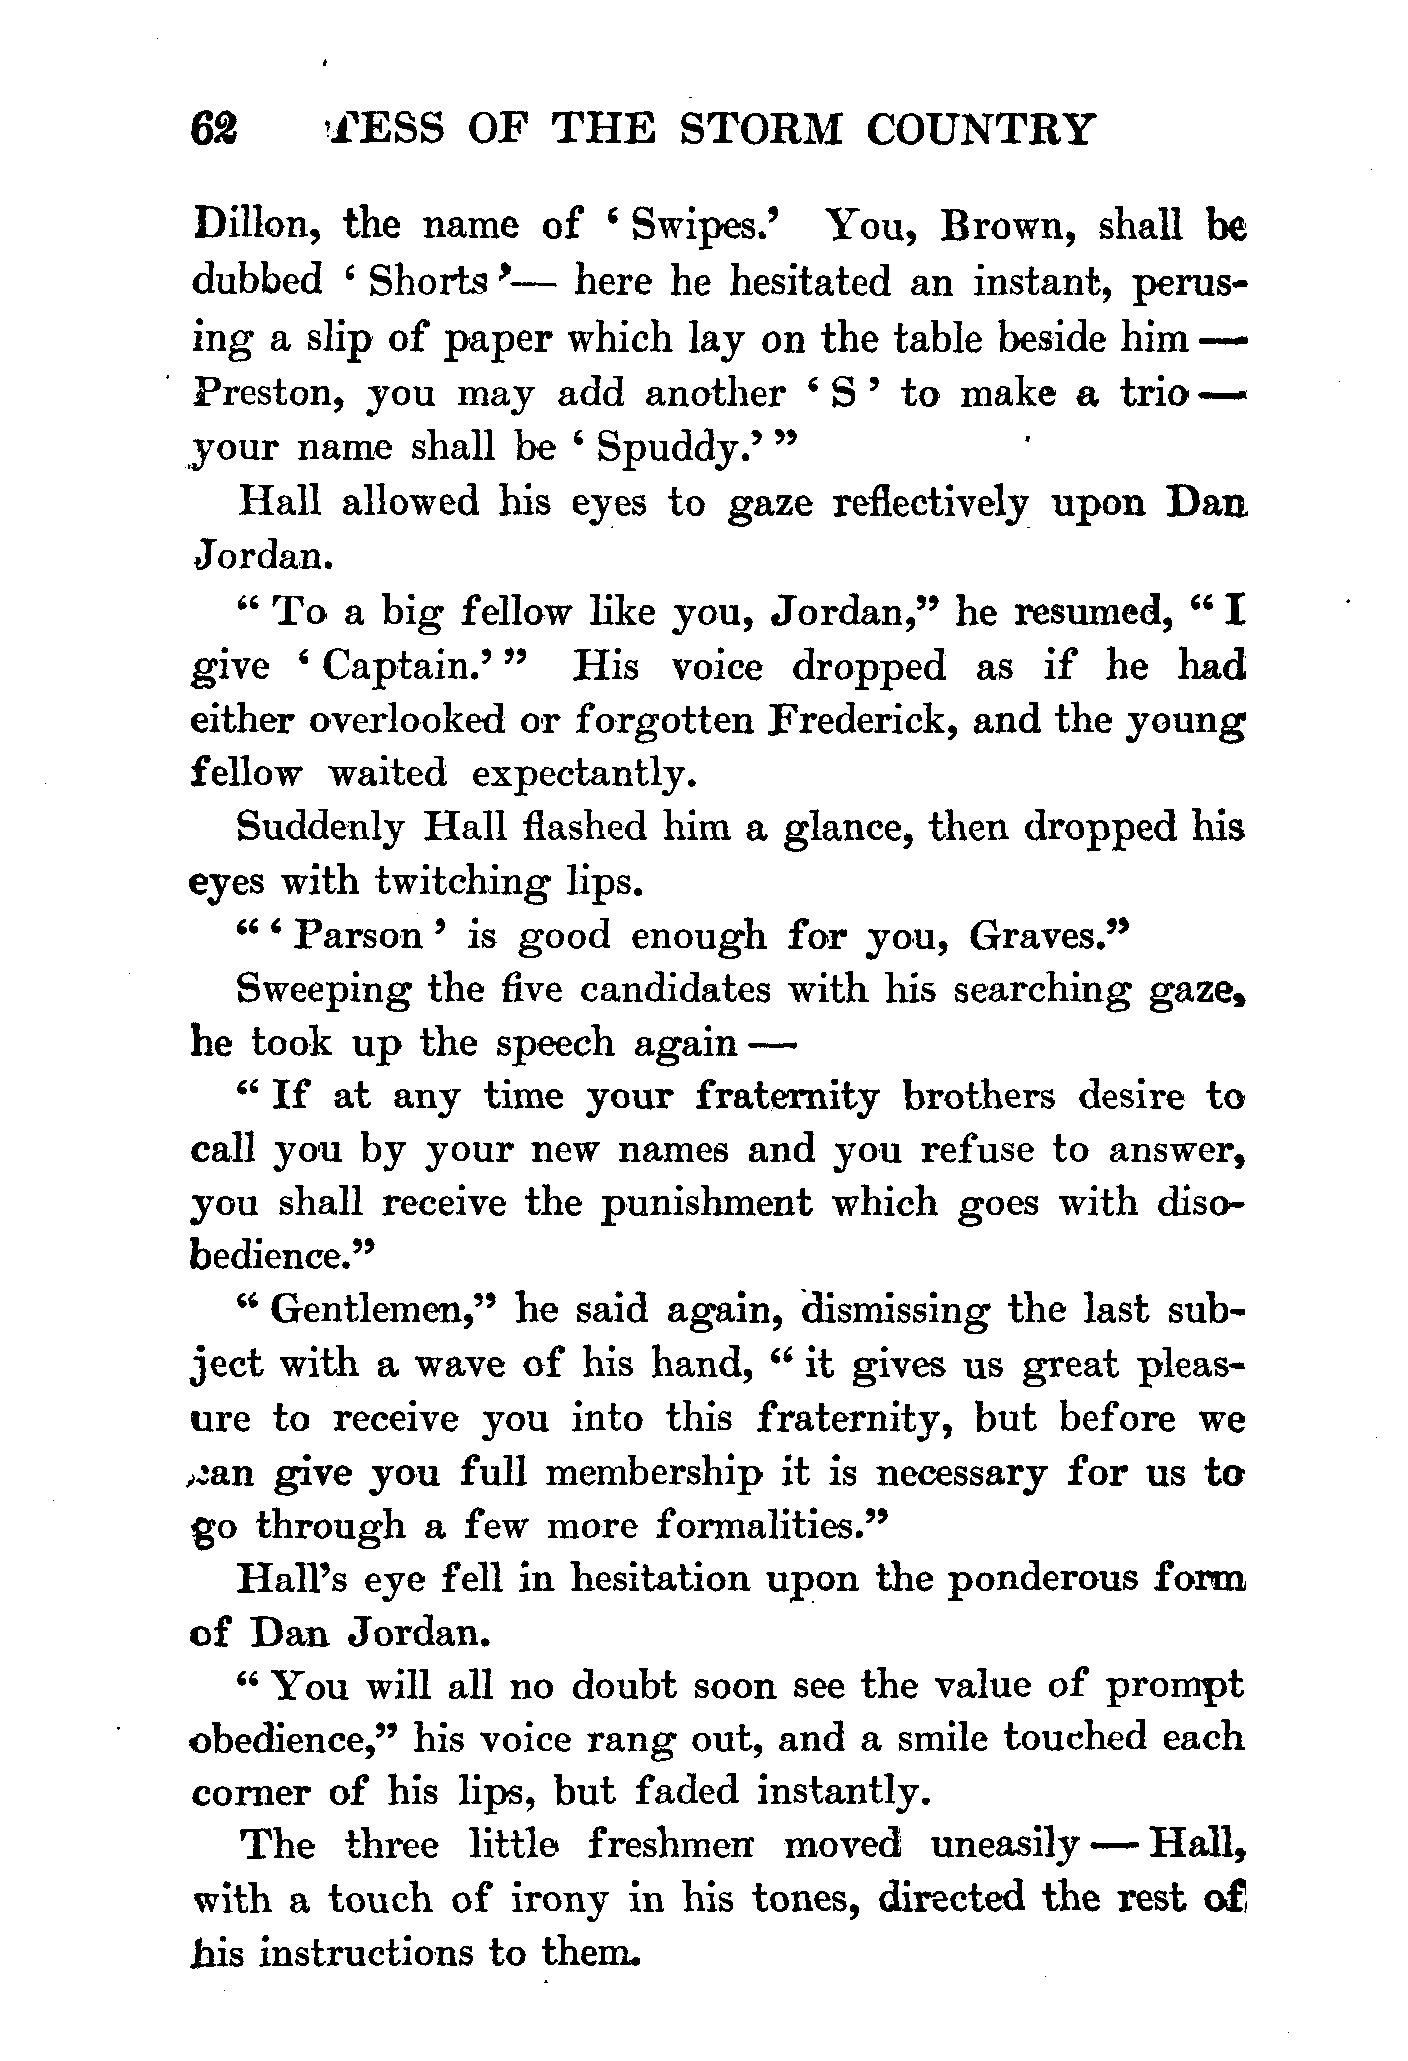 62 TESS OF THE STORM COUNTRY
Dillon, the name of ‘ Swipes.’ You, Brown, shall be
dubbed ‘ Shorts ’— here he hesitated an instant, perus-
ing a slip of paper which lay on the table beside him —
Preston, you may add another ‘ S ’ to make a trio —
your name shall be ‘ Spuddy.’ ”
Hall allowed his eyes to gaze reflectively upon Dan
Jordan.
“ To a big fellow like you, Jordan,” he resumed, “ I
give ‘ Captain.’ ” His voice dropped as if he had
either overlooked or forgotten Frederick, and the young
fellow waited expectantly.
Suddenly Hall flashed him a glance, then dropped his
eyes with twitching lips.
“ ‘ Parson ’ is good enough for you, Graves.”
Sweeping the five candidates with his searching gaze,
he took up the speech again —
“ If at any time your fraternity brothers desire to
call you by your new names and you refuse to answer,
you shall receive the punishment which goes with diso-
bedience.”
“ Gentlemen,” he said again, dismissing the last sub-
ject with a wave of his hand, “ it gives us great pleas-
ure to receive you into this fraternity, but before we
can give you full membership it is necessary for us to
go through a few more formalities.”
Hall’s eye fell in hesitation upon the ponderous form
of Dan Jordan.
“ You will all no doubt soon see the value of prompt
obedience,” his voice rang out, and a smile touched each
corner of his lips, but faded instantly.
The three little freshmen moved uneasily — Hall,
with a touch of irony in his tones, directed the rest of
his instructions to them.